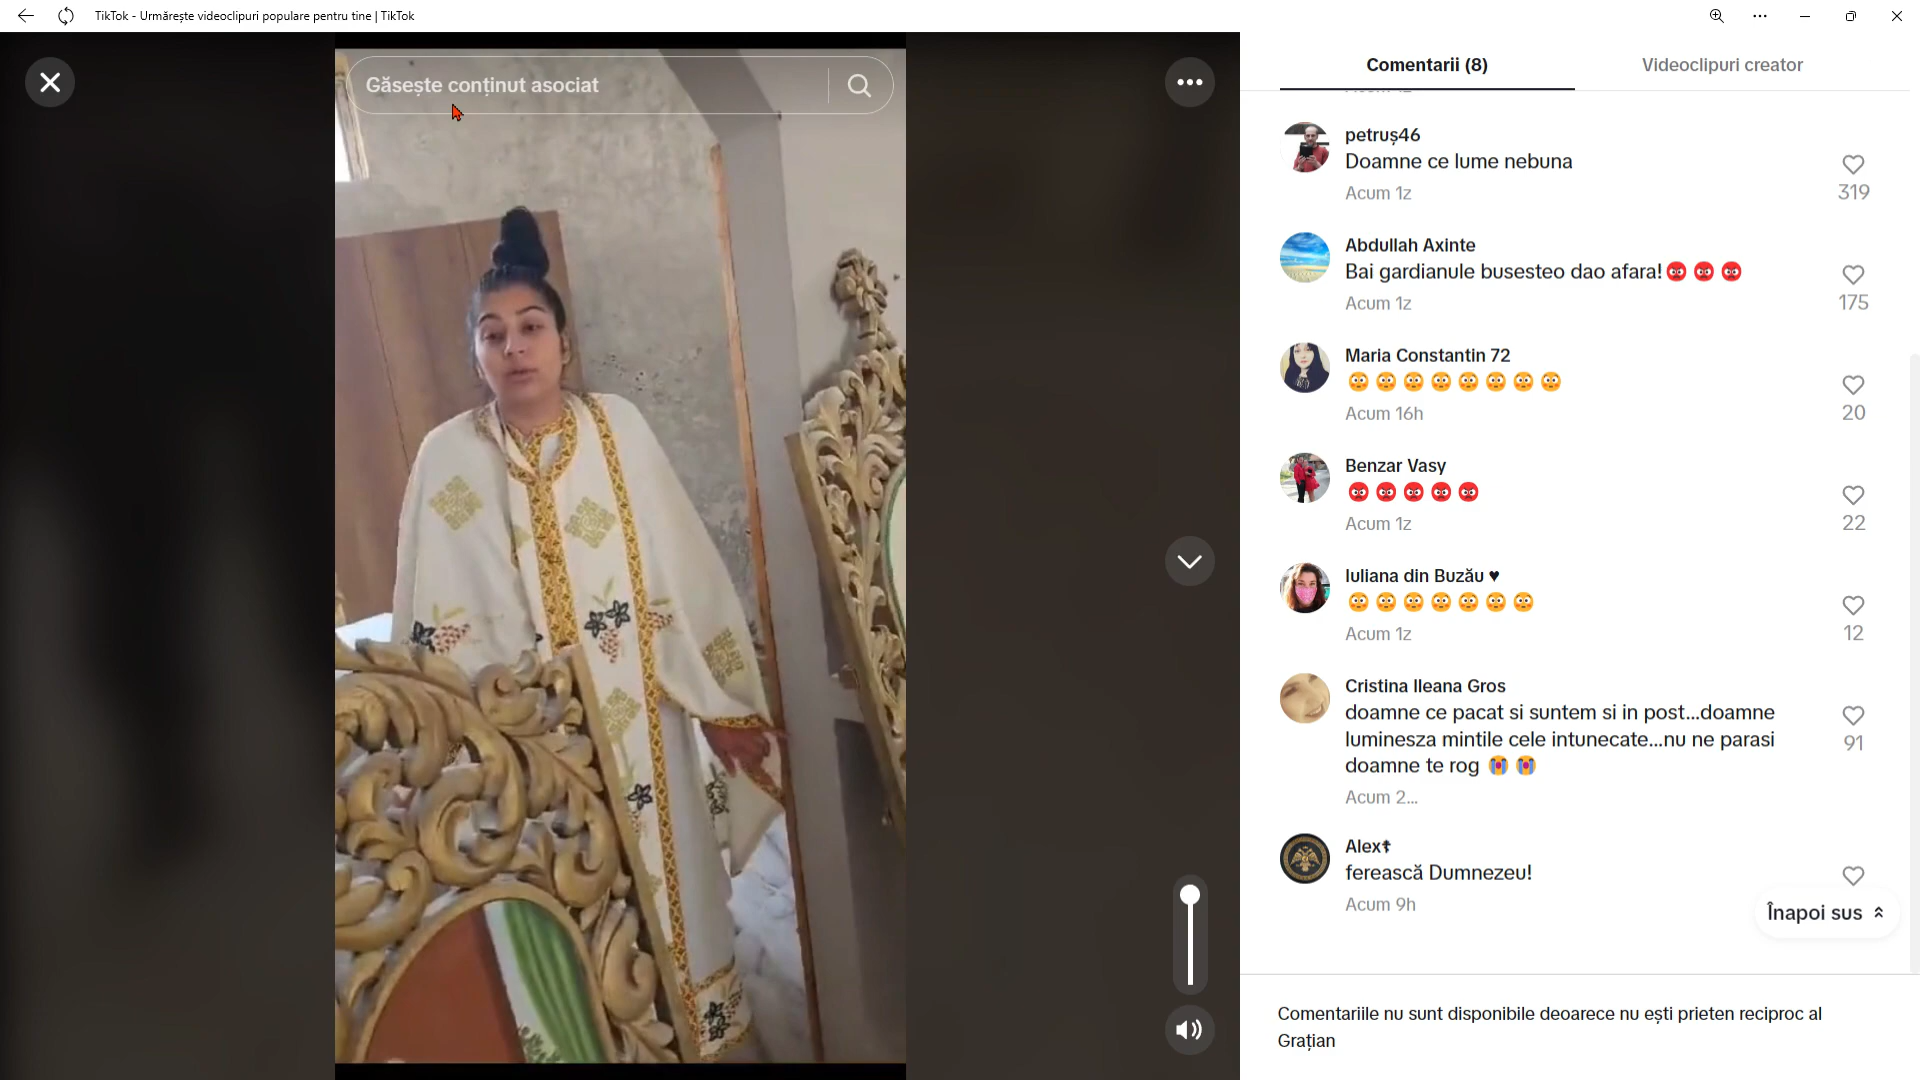 TikTok - Urmărește videoclipuri populare pentru tine | TikTok
Găsește conținut asociat
Comentarii (8)
Videoclipuri creator
petruș46
Doamne ce lume nebuna
Acum 1z
319
Abdullah Axinte
Bai gardianule busesteo dao afara! 😡 😡 😡
Acum 1z
175
Maria Constantin 72
😳 😳 😳 😳 😳 😳 😳 😳
Acum 16h
20
Benzar Vasy
😡 😡 😡 😡 😡
Acum 1z
22
Iuliana din Buzău ♥
😳 😳 😳 😳 😳 😳 😳
Acum 1z
12
Cristina Ileana Gros
doamne ce pacat si suntem si in post...doamne
luminesza mintile cele intunecate...nu ne parasi
doamne te rog 😭 😭
Acum 2...
91
Alex☦
ferească Dumnezeu!
Acum 9h
Înapoi sus
Comentariile nu sunt disponibile deoarece nu ești prieten reciproc al
Grațian